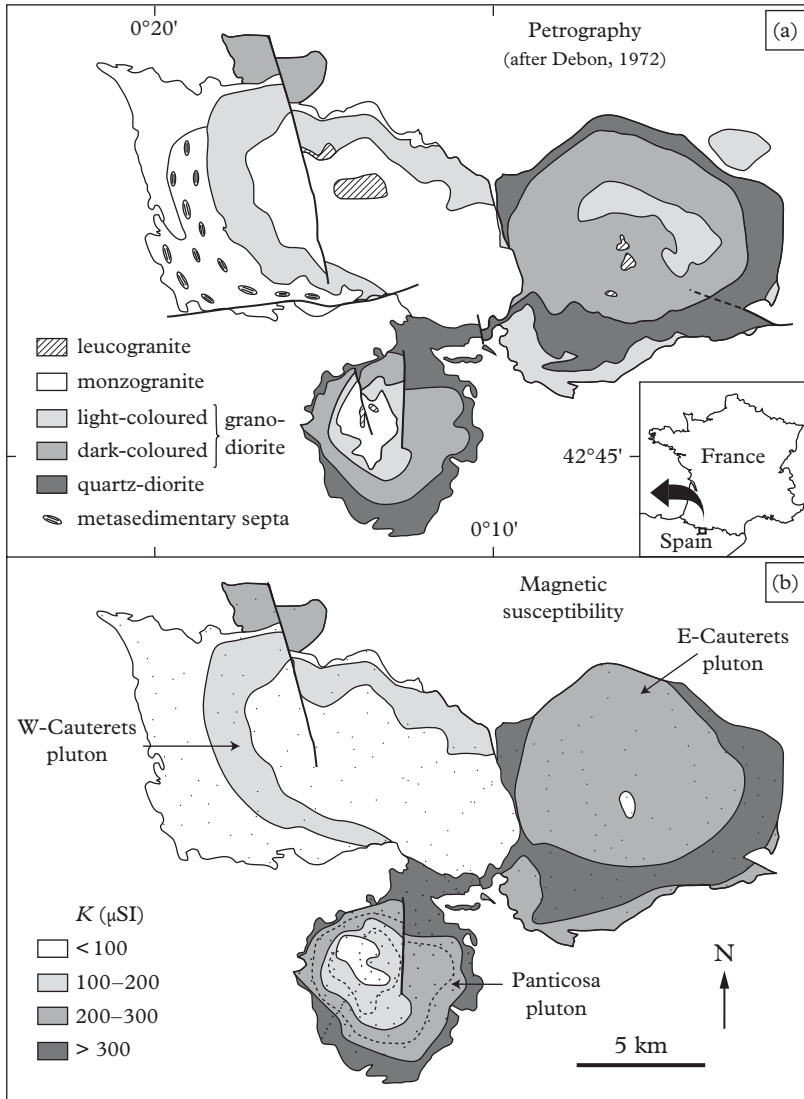 0°20'
Petrography
(a)
(after Debon, 1972)
leucogranite
monzogranite
light-coloured
grano-
diorite
dark-coloured
quartz-diorite
metasedimentary septa
42°45'
0°10'
France
Spain
Magnetic
susceptibility
(b)
E-Cauterets
pluton
W-Cauterets
pluton
K (μSI)
< 100
100–200
200–300
> 300
Panticosa
pluton
N
5 km